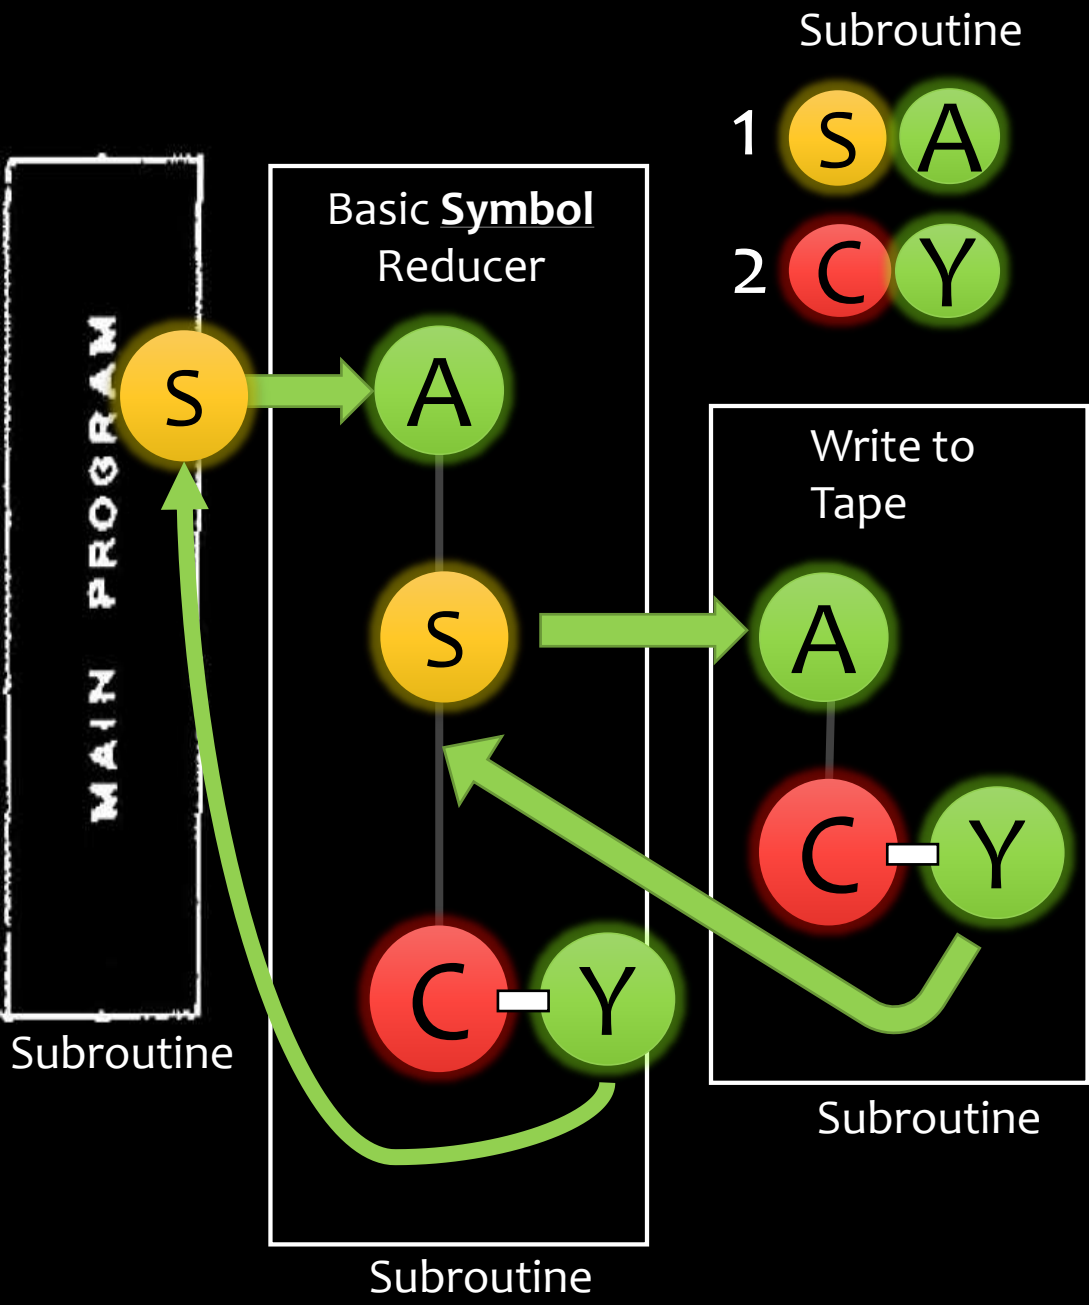 Subroutine
1 S A
2 C Y
MAIN PROGRAM
S
Subroutine
Basic Symbol
Reducer
A
S
C Y
Subroutine
Write to
Tape
A
C Y
Subroutine